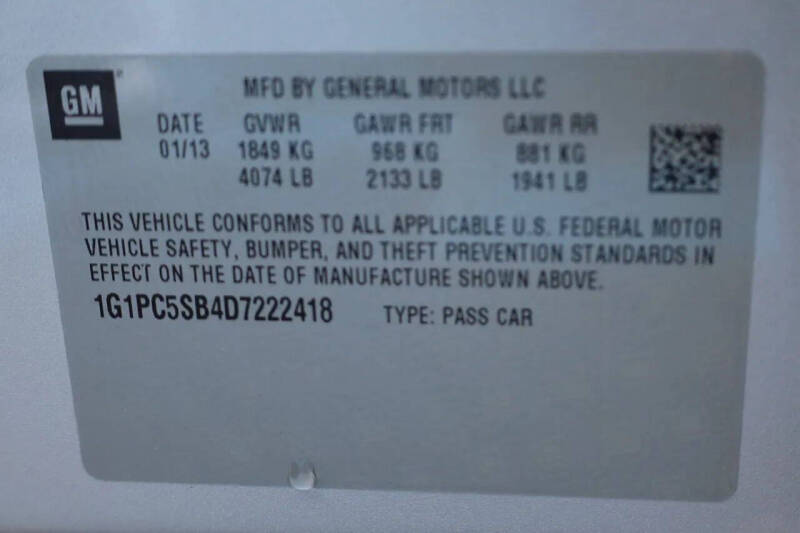 GM
MFD BY GENERAL MOTORS LLC
DATE GVWR GAWR FRT GAWR RR
01/13 1849 KG 968 KG 881 KG
4074 LB 2133 LB 1941 LB
THIS VEHICLE CONFORMS TO ALL APPLICABLE U.S. FEDERAL MOTOR
VEHICLE SAFETY, BUMPER, AND THEFT PREVENTION STANDARDS IN
EFFECT ON THE DATE OF MANUFACTURE SHOWN ABOVE.
1G1PC5SB4D7222418 TYPE: PASS CAR